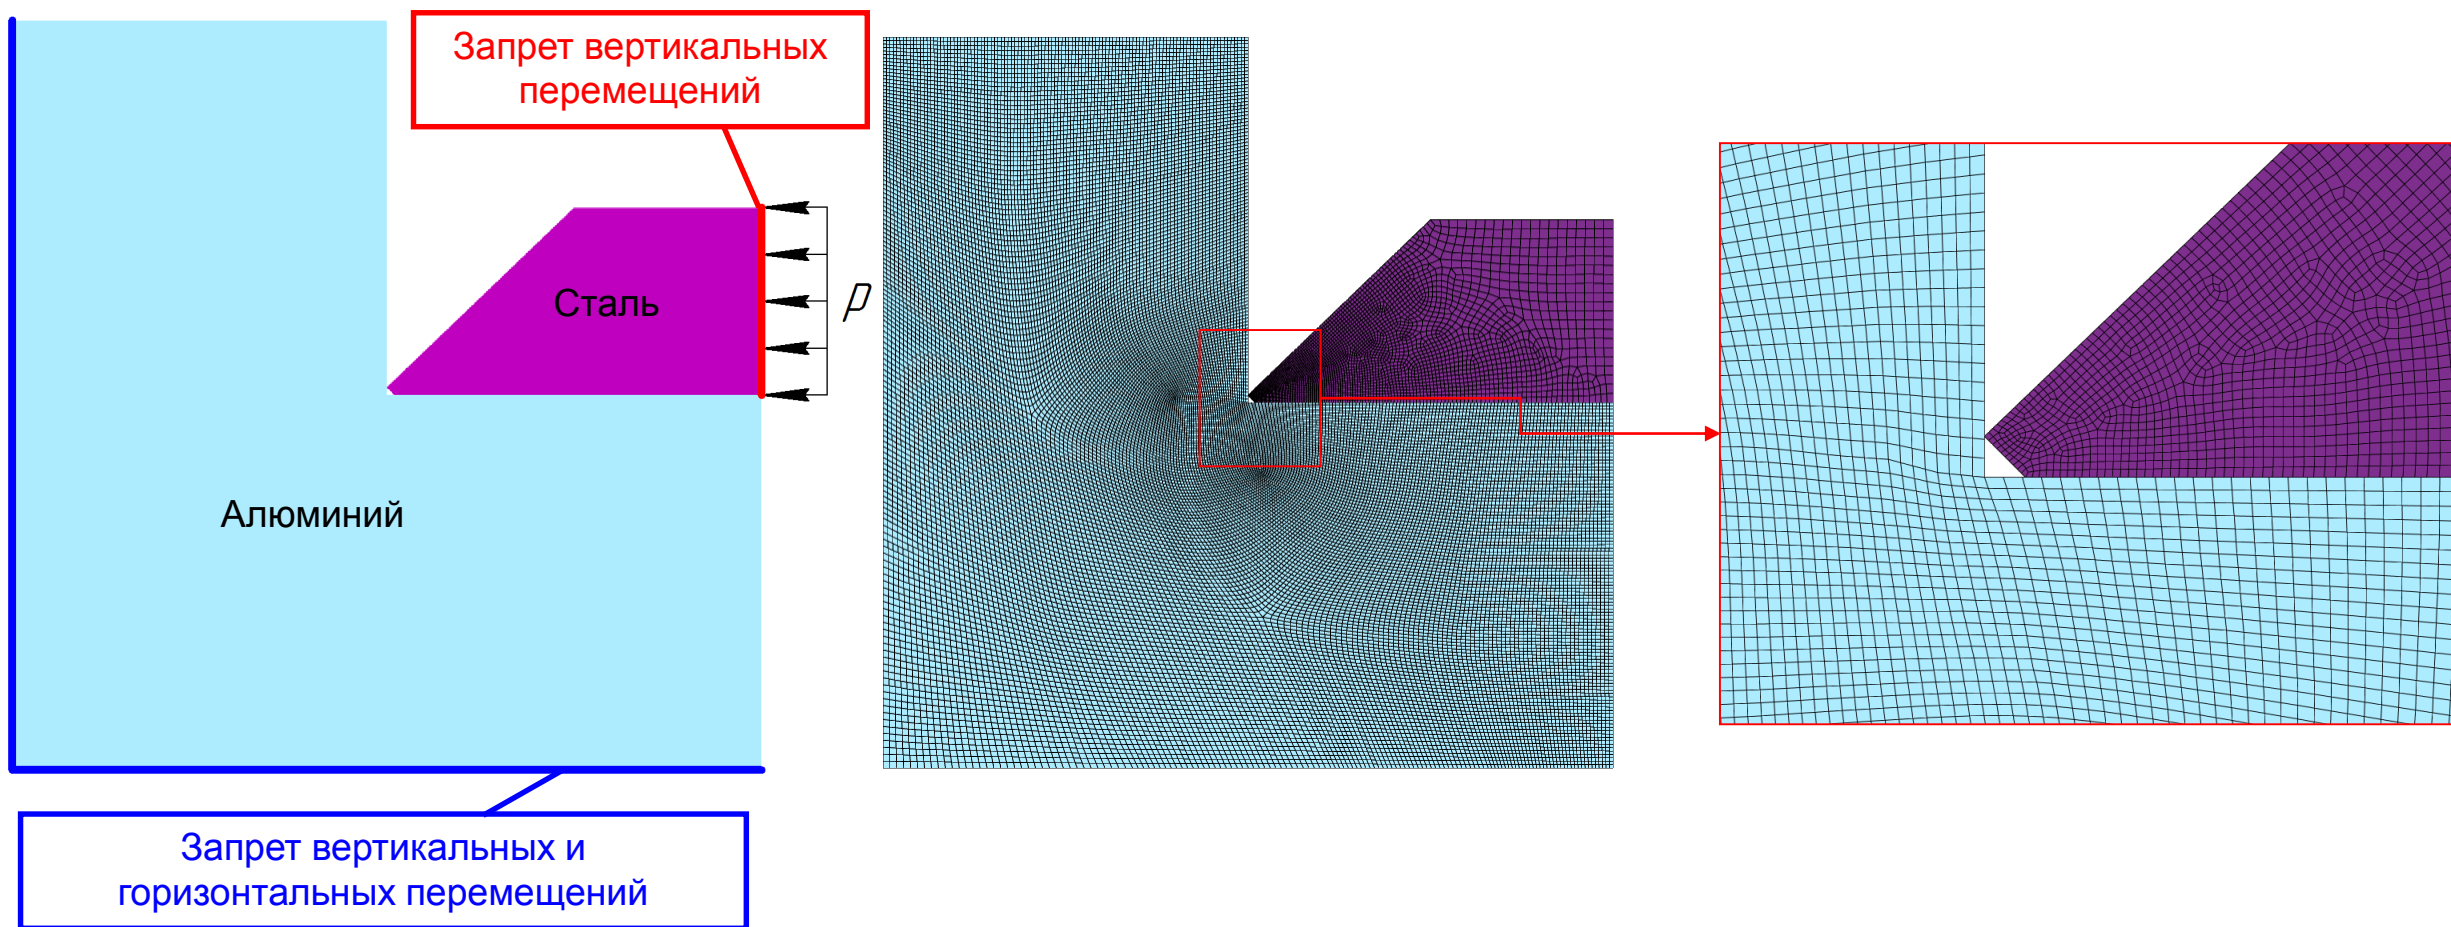 Запрет вертикальных
перемещений
Сталь
p
Алюминий
Запрет вертикальных и
горизонтальных перемещений